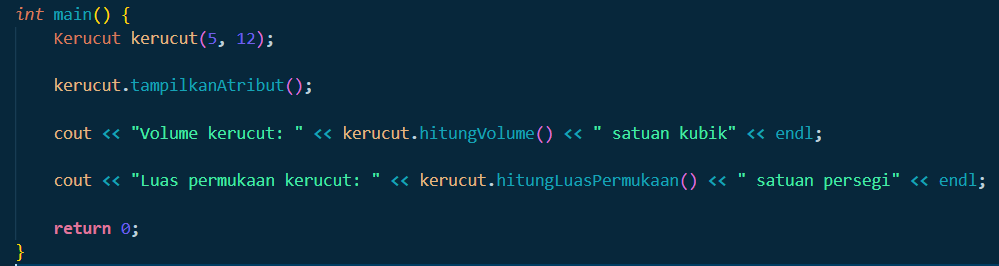 int main() {
    Kerucut kerucut(5, 12);
    kerucut.tampilkanAtribut();
    cout << "Volume kerucut: " << kerucut.hitungVolume() << " satuan kubik" << endl;
    cout << "Luas permukaan kerucut: " << kerucut.hitungLuasPermukaan() << " satuan persegi" << endl;
    return 0;
}